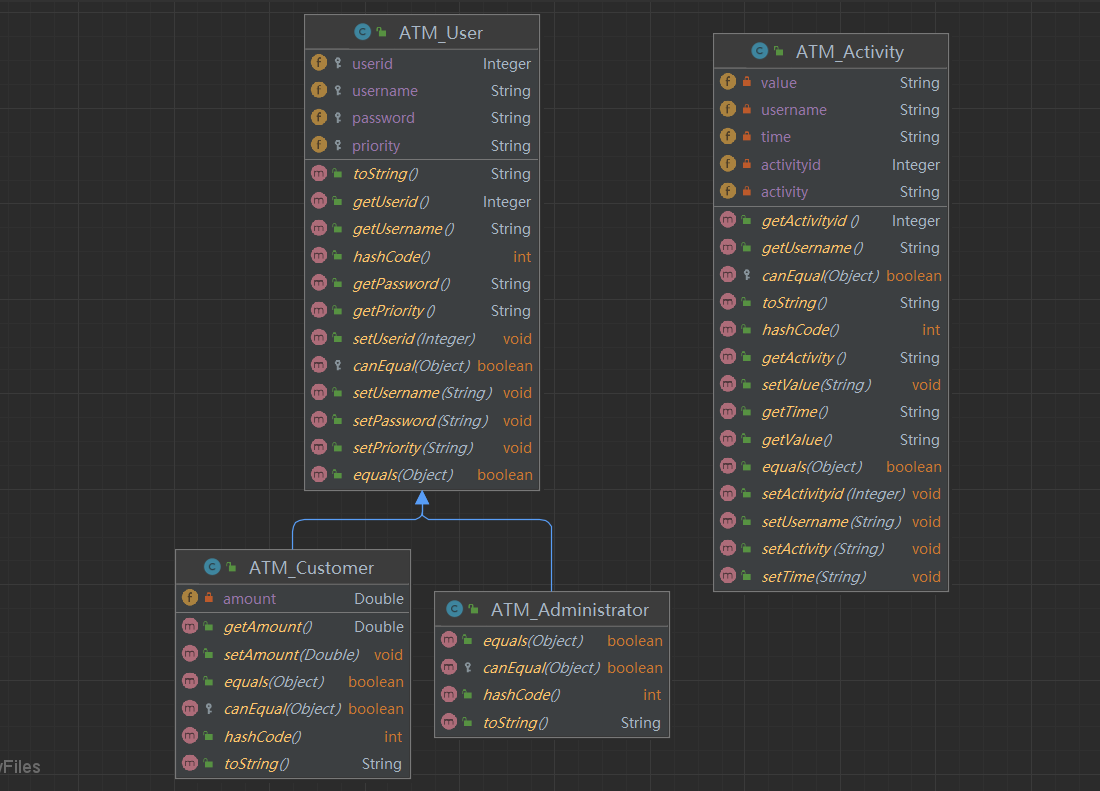 ATM_User
userid Integer
username String
password String
priority String
toString() String
getUserid() Integer
getUsername() String
hashCode() int
getPassword() String
getPriority() String
setUserid(Integer) void
canEqual(Object) boolean
setUsername(String) void
setPassword(String) void
setPriority(String) void
equals(Object) boolean
ATM_Activity
value String
username String
time String
activityid Integer
activity String
getActivityid() Integer
getUsername() String
canEqual(Object) boolean
toString() String
hashCode() int
getActivity() String
setValue(String) void
getTime() String
getValue() String
equals(Object) boolean
setActivityid(Integer) void
setUsername(String) void
setActivity(String) void
setTime(String) void
ATM_Customer
amount Double
getAmount() Double
setAmount(Double) void
equals(Object) boolean
canEqual(Object) boolean
hashCode() int
toString() String
ATM_Administrator
equals(Object) boolean
canEqual(Object) boolean
hashCode() int
toString() String
yFiles